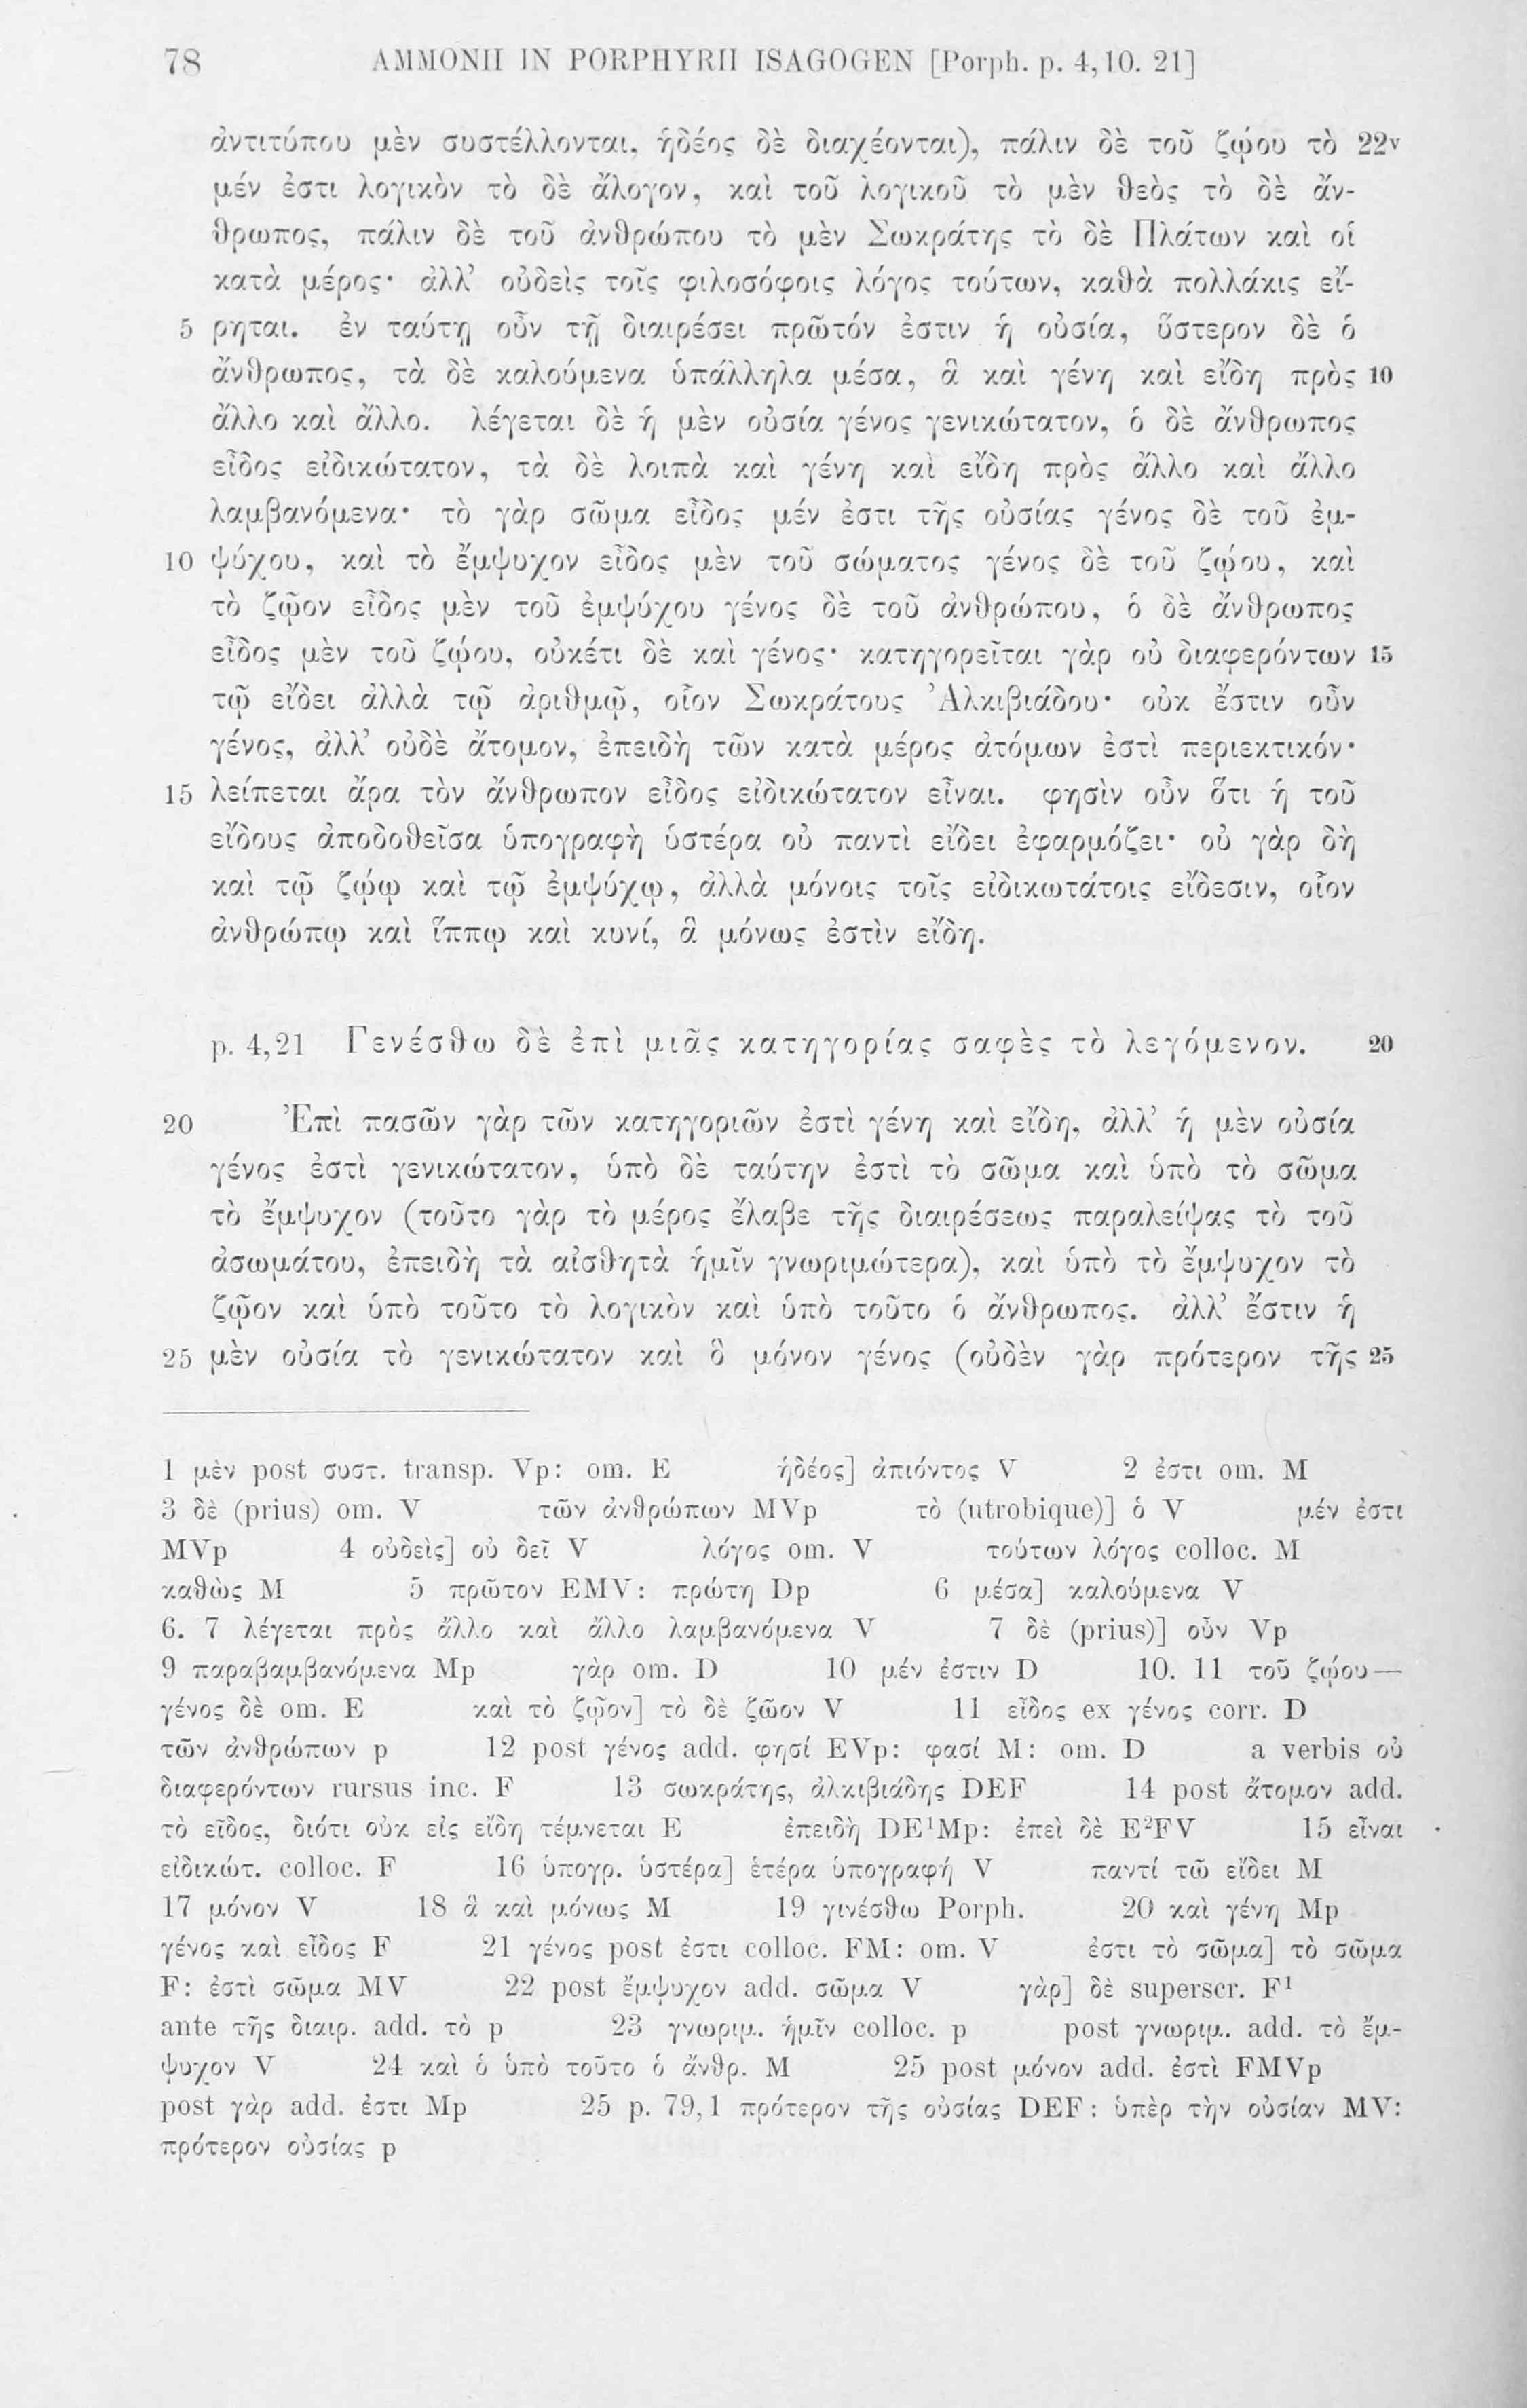 78 AMMONII IN PORPHYRII ISAGOGEN [Porph. p. 4,10. 21]
ἀντιτύπου μὲν συστέλλονται, ἡδέος δὲ διαχέονται), πάλιν δὲ τοῦ ζῴου τὸ 22v
μέν ἐστι λογικὸν τὸ δὲ ἄλογον, καὶ τοῦ λογικοῦ τὸ μὲν θεὸς τὸ δὲ ἄν-
θρωπος, πάλιν δὲ τοῦ ἀνθρώπου τὸ μὲν Σωκράτης τὸ δὲ Πλάτων καὶ οἱ
κατὰ μέρος· ἀλλ’ οὐδεὶς τοῖς φιλοσόφοις λόγος τούτων, καθὰ πολλάκις εἴ-
5 ρηται. ἐν ταύτῃ οὖν τῇ διαιρέσει πρῶτόν ἐστιν ἡ οὐσία, ὕστερον δὲ ὁ
ἄνθρωπος, τὰ δὲ καλούμενα ὑπάλληλα μέσα, ἃ καὶ γένη καὶ εἴδη πρὸς 10
ἄλλο καὶ ἄλλο. λέγεται δὲ ἡ μὲν οὐσία γένος γενικώτατον, ὁ δὲ ἄνθρωπος
εἶδος εἰδικώτατον, τὰ δὲ λοιπὰ καὶ γένη καὶ εἴδη πρὸς ἄλλο καὶ ἄλλο
λαμβανόμενα· τὸ γὰρ σῶμα εἶδος μέν ἐστι τῆς οὐσίας γένος δὲ τοῦ ἐμ-
10 ψύχου, καὶ τὸ ἔμψυχον εἶδος μὲν τοῦ σώματος γένος δὲ τοῦ ζῴου, καὶ
τὸ ζῷον εἶδος μὲν τοῦ ἐμψύχου γένος δὲ τοῦ ἀνθρώπου, ὁ δὲ ἄνθρωπος
εἶδος μὲν τοῦ ζῴου, οὐκέτι δὲ καὶ γένος· κατηγορεῖται γὰρ οὐ διαφερόντων 15
τῷ εἴδει ἀλλὰ τῷ ἀριθμῷ, οἷον Σωκράτους Ἀλκιβιάδου· οὐκ ἔστιν οὖν
γένος, ἀλλ’ οὐδὲ ἄτομον, ἐπειδὴ τῶν κατὰ μέρος ἀτόμων ἐστὶ περιεκτικόν·
15 λείπεται ἄρα τὸν ἄνθρωπον εἶδος εἰδικώτατον εἶναι. φησὶν οὖν ὅτι ἡ τοῦ
εἴδους ἀποδοθεῖσα ὑπογραφὴ ὑστέρα οὐ παντὶ εἴδει ἐφαρμόζει· οὐ γὰρ δὴ
καὶ τῷ ζῴῳ καὶ τῷ ἐμψύχῳ, ἀλλὰ μόνοις τοῖς εἰδικωτάτοις εἴδεσιν, οἷον
ἀνθρώπῳ καὶ ἵππῳ καὶ κυνί, ἃ μόνως ἐστὶν εἴδη.
p. 4,21 Γενέσθω δὲ ἐπὶ μιᾶς κατηγορίας σαφὲς τὸ λεγόμενον. 20
20 Ἐπὶ πασῶν γὰρ τῶν κατηγοριῶν ἐστὶ γένη καὶ εἴδη, ἀλλ’ ἡ μὲν οὐσία
γένος ἐστὶ γενικώτατον, ὑπὸ δὲ ταύτην ἐστὶ τὸ σῶμα καὶ ὑπὸ τὸ σῶμα
τὸ ἔμψυχον (τοῦτο γὰρ τὸ μέρος ἔλαβε τῆς διαιρέσεως παραλείψας τὸ τοῦ
ἀσωμάτου, ἐπειδὴ τὰ αἰσθητὰ ἡμῖν γνωριμώτερα), καὶ ὑπὸ τὸ ἔμψυχον τὸ
ζῷον καὶ ὑπὸ τοῦτο τὸ λογικὸν καὶ ὑπὸ τοῦτο ὁ ἄνθρωπος. ἀλλ’ ἔστιν ἡ
25 μὲν οὐσία τὸ γενικώτατον καὶ ὃ μόνον γένος (οὐδὲν γὰρ πρότερον τῆς 25
1 μὲν post συστ. transp. Vp: om. E ἡδέος] ἀπιόντος V 2 ἐστι om. M
3 δὲ (prius) om. V τῶν ἀνθρώπων MVp τὸ (utrobique)] ὁ V μέν ἐστι
MVp 4 οὐδεὶς] οὐ δεῖ V λόγος om. V τούτων λόγος colloc. M
καθὼς M 5 πρῶτον EMV: πρώτη Dp 6 μέσα] καλούμενα V
6. 7 λέγεται πρὸς ἄλλο καὶ ἄλλο λαμβανόμενα V 7 δὲ (prius)] οὖν Vp
9 παραβαμβανόμενα Mp γὰρ om. D 10 μέν ἐστιν D 10. 11 τοῦ ζῴου—
γένος δὲ om. E καὶ τὸ ζῷον] τὸ δὲ ζῶον V 11 εἶδος ex γένος corr. D
τῶν ἀνθρώπων p 12 post γένος add. φησί EVp: φασί M: om. D a verbis οὐ
διαφερόντων rursus inc. F 13 σωκράτης, ἀλκιβιάδης DEF 14 post ἄτομον add.
τὸ εἶδος, διότι οὐκ εἰς εἴδη τέμνεται E ἐπειδὴ DE¹Mp: ἐπεὶ δὲ E²FV 15 εἶναι
εἰδικώτ. colloc. F 16 ὑπογρ. ὑστέρα] ἑτέρα ὑπογραφή V παντί τῶ εἴδει M
17 μόνον V 18 ἃ καὶ μόνως M 19 γινέσθω Porph. 20 καὶ γένη Mp
γένος καὶ εἶδος F 21 γένος post ἐστι colloc. FM: om. V ἐστι τὸ σῶμα] τὸ σῶμα
F: ἐστὶ σῶμα MV 22 post ἔμψυχον add. σῶμα V γὰρ] δὲ superscr. F¹
ante τῆς διαιρ. add. τὸ p 23 γνωριμ. ἡμῖν colloc. p post γνωριμ. add. τὸ ἔμ-
ψυχον V 24 καὶ ὁ ὑπὸ τοῦτο ὁ ἄνθρ. M 25 post μόνον add. ἐστὶ FMVp
post γὰρ add. ἐστι Mp 25 p. 79,1 πρότερον τῆς οὐσίας DEF: ὑπὲρ τὴν οὐσίαν MV:
πρότερον οὐσίας p